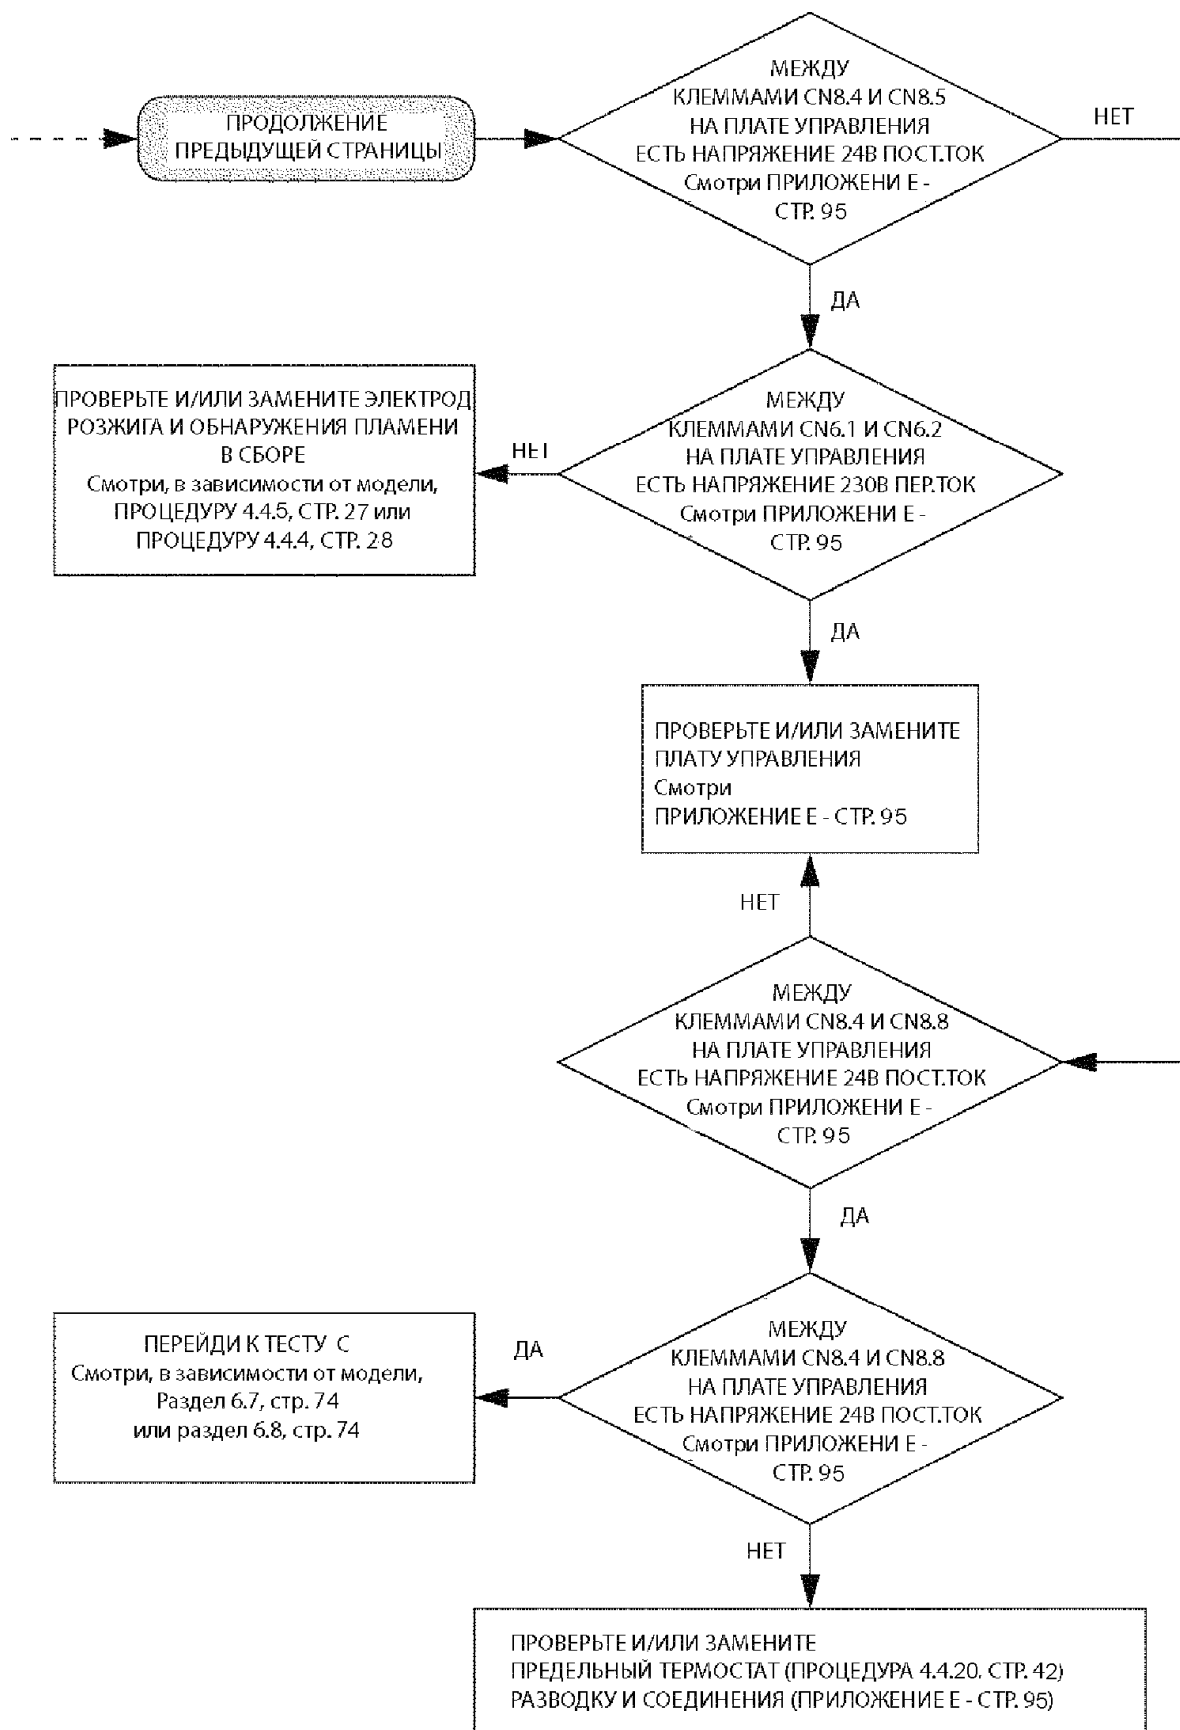 ПРОДОЛЖЕНИЕ
ПРЕДЫДУЩЕЙ СТРАНИЦЫ
МЕЖДУ
КЛЕММАМИ CN8.4 И CN8.5
НА ПЛАТЕ УПРАВЛЕНИЯ
ЕСТЬ НАПРЯЖЕНИЕ 24В ПОСТ.ТОК
Смотри ПРИЛОЖЕНИ Е -
СТР. 95
НЕТ
ДА
ПРОВЕРЬТЕ И/ИЛИ ЗАМЕНИТЕ ЭЛЕКТРОД
РОЗЖИГА И ОБНАРУЖЕНИЯ ПЛАМЕНИ
В СБОРЕ
Смотри, в зависимости от модели,
ПРОЦЕДУРУ 4.4.5, СТР. 27 или
ПРОЦЕДУРУ 4.4.4, СТР. 28
НЕТ
МЕЖДУ
КЛЕММАМИ CN6.1 И CN6.2
НА ПЛАТЕ УПРАВЛЕНИЯ
ЕСТЬ НАПРЯЖЕНИЕ 230В ПЕР.ТОК
Смотри ПРИЛОЖЕНИ Е -
СТР. 95
ДА
ПРОВЕРЬТЕ И/ИЛИ ЗАМЕНИТЕ
ПЛАТУ УПРАВЛЕНИЯ
Смотри
ПРИЛОЖЕНИЕ Е - СТР. 95
НЕТ
МЕЖДУ
КЛЕММАМИ CN8.4 И CN8.8
НА ПЛАТЕ УПРАВЛЕНИЯ
ЕСТЬ НАПРЯЖЕНИЕ 24В ПОСТ.ТОК
Смотри ПРИЛОЖЕНИ Е -
СТР. 95
ДА
ПЕРЕЙДИ К ТЕСТУ С
Смотри, в зависимости от модели,
Раздел 6.7, стр. 74
или раздел 6.8, стр. 74
ДА
МЕЖДУ
КЛЕММАМИ CN8.4 И CN8.8
НА ПЛАТЕ УПРАВЛЕНИЯ
ЕСТЬ НАПРЯЖЕНИЕ 24В ПОСТ.ТОК
Смотри ПРИЛОЖЕНИ Е -
СТР. 95
НЕТ
ПРОВЕРЬТЕ И/ИЛИ ЗАМЕНИТЕ
ПРЕДЕЛЬНЫЙ ТЕРМОСТАТ (ПРОЦЕДУРА 4.4.20, СТР. 42)
РАЗВОДКУ И СОЕДИНЕНИЯ (ПРИЛОЖЕНИЕ Е - СТР. 95)